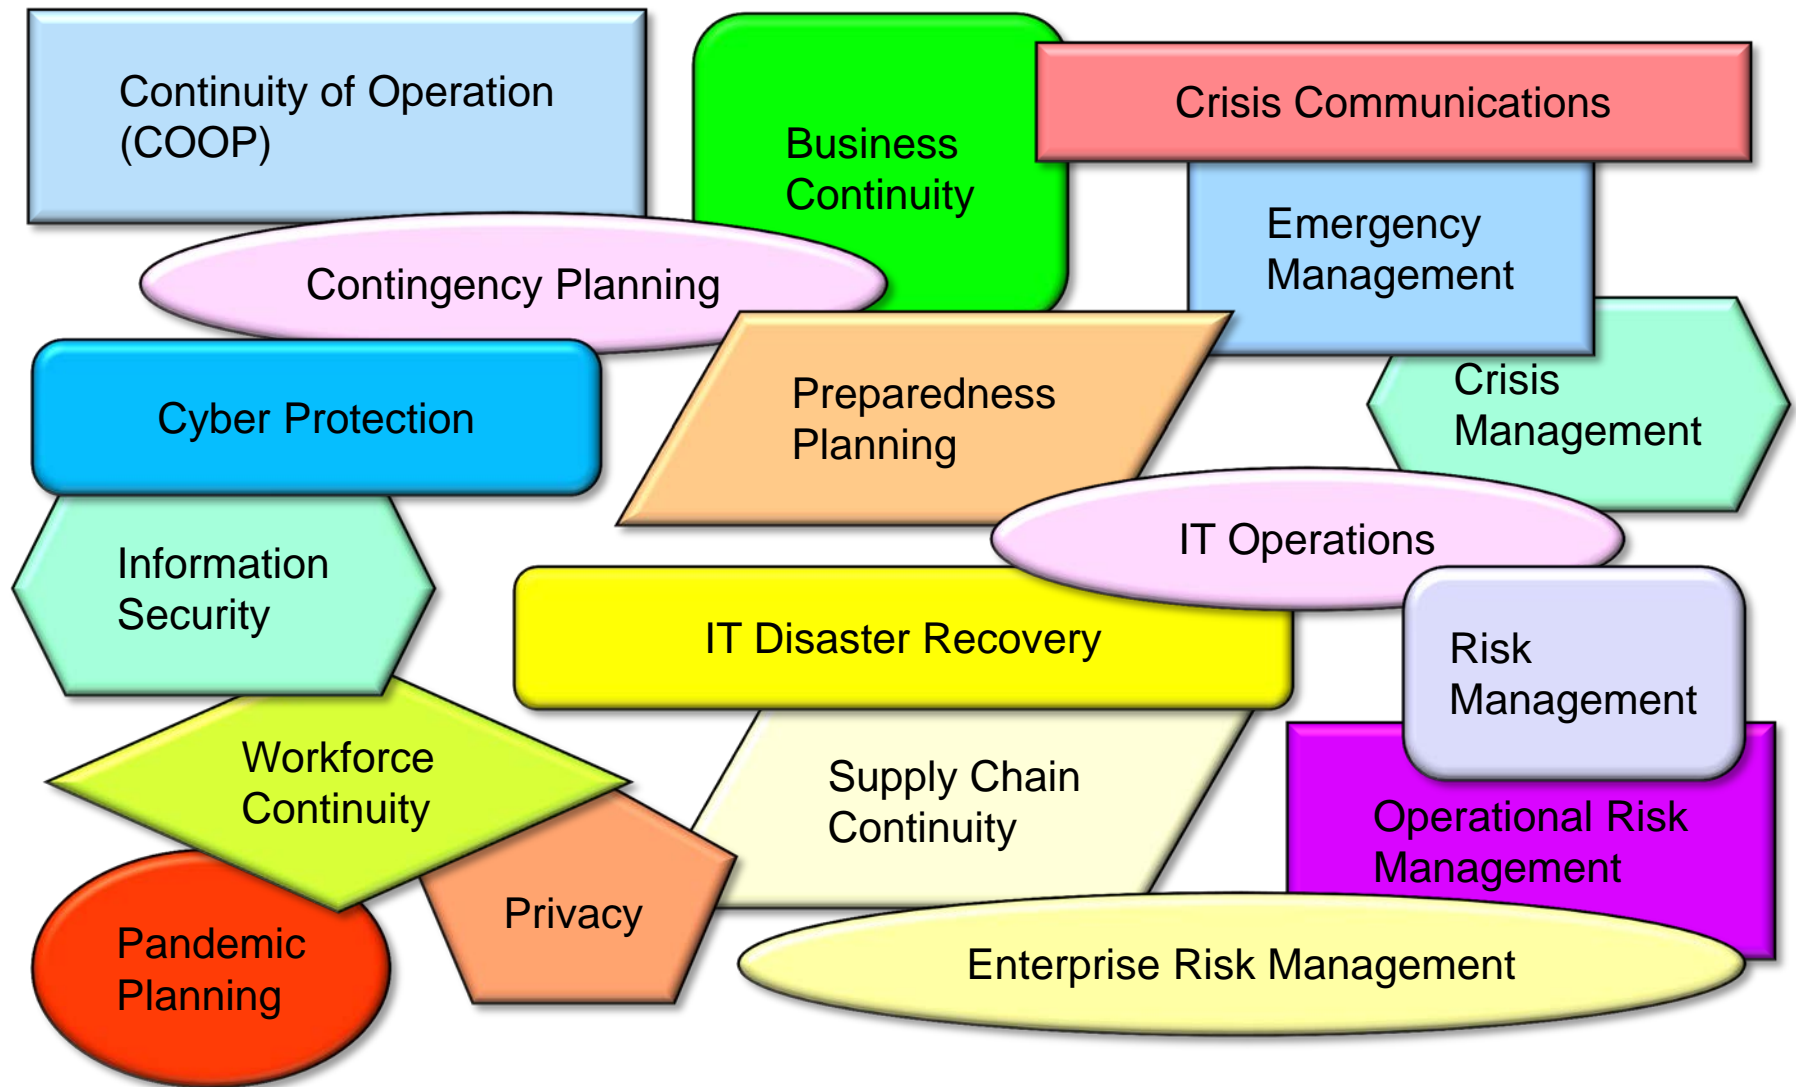 Continuity of Operation
(COOP)
Business
Continuity
Crisis Communications
Emergency
Management
Contingency Planning
Cyber Protection
Preparedness
Planning
Crisis
Management
IT Operations
Information
Security
IT Disaster Recovery
Risk
Management
Workforce
Continuity
Supply Chain
Continuity
Operational Risk
Management
Privacy
Pandemic
Planning
Enterprise Risk Management